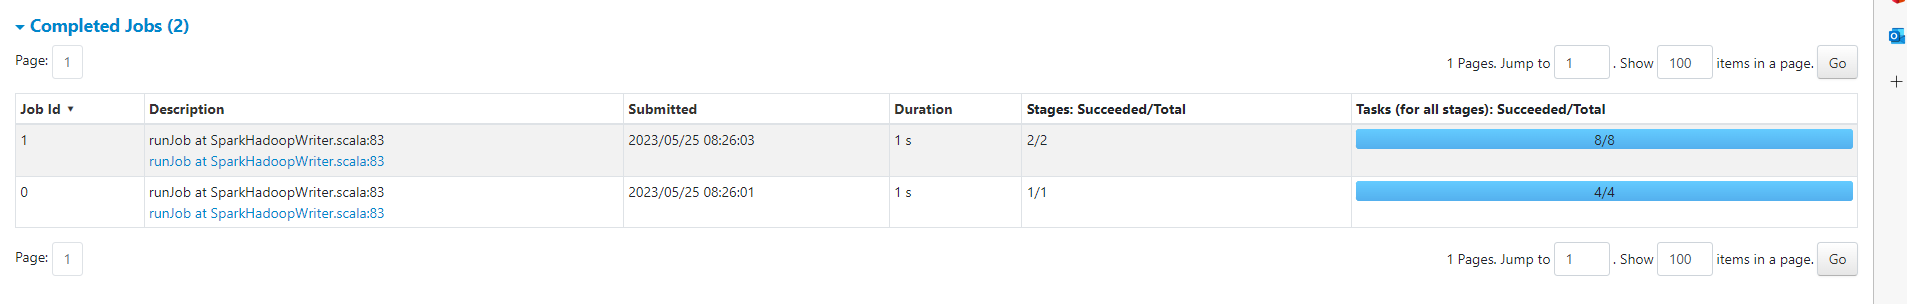 Completed Jobs (2)
Page: 1
1 Pages. Jump to 1 . Show 100 items in a page. Go
Job Id ▾ Description Submitted Duration Stages: Succeeded/Total Tasks (for all stages): Succeeded/Total
1 runJob at SparkHadoopWriter.scala:83 2023/05/25 08:26:03 1 s 2/2 8/8
runJob at SparkHadoopWriter.scala:83
0 runJob at SparkHadoopWriter.scala:83 2023/05/25 08:26:01 1 s 1/1 4/4
runJob at SparkHadoopWriter.scala:83
Page: 1
1 Pages. Jump to 1 . Show 100 items in a page. Go